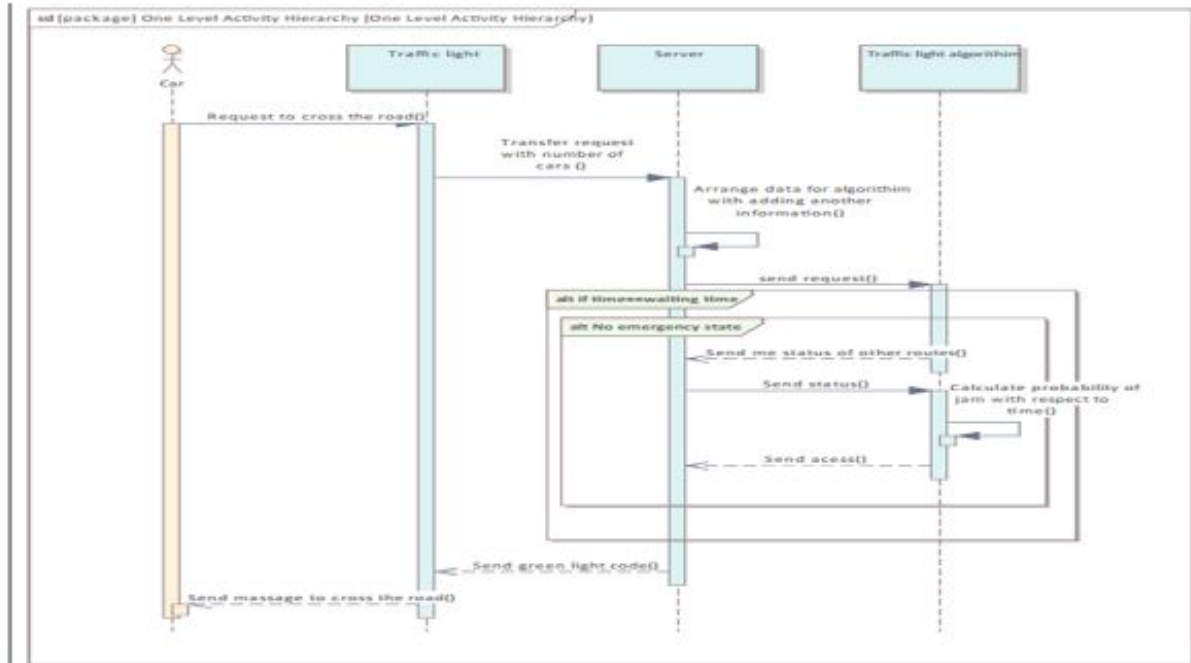 sd [package] One Level Activity Hierarchy [One Level Activity Hierarchy]
Traffic light
Server
Traffic light algorithim
Car
Request to cross the road()
Transfer request
with number of
cars ()
Arrange data for algorithim
with adding another
information()
send request()
alt if time==waiting time
alt No emergency state
Send me status of other routes()
Send status()
Calculate probability of
jam with respect to
time()
Send acess()
Send green light code()
Send massage to cross the road()